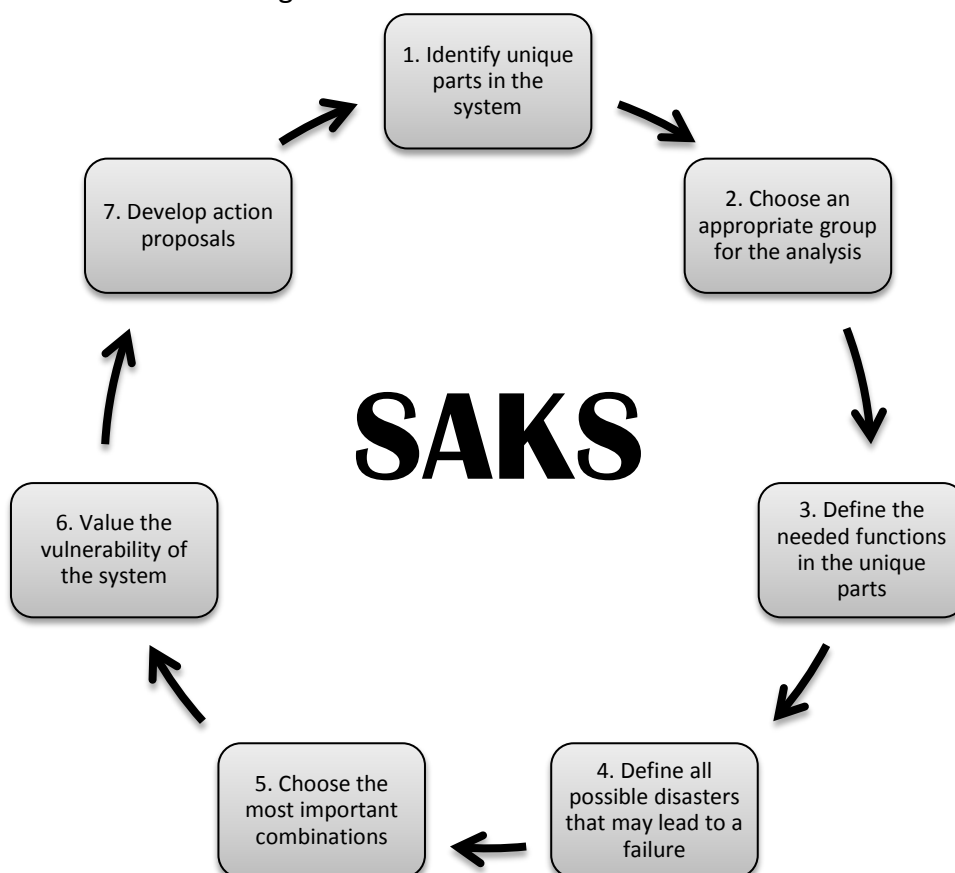 1. Identify unique
parts in the
system
2. Choose an
appropriate group
for the analysis
3. Define the
needed functions
in the unique
parts
4. Define all
possible disasters
that may lead to a
failure
5. Choose the
most important
combinations
6. Value the
vulnerability of
the system
7. Develop action
proposals
SAKS